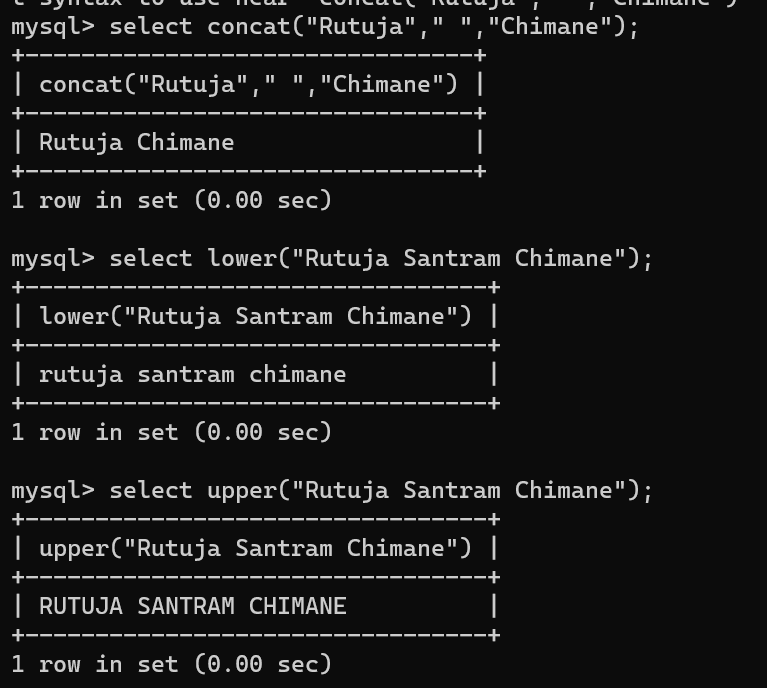 mysql> select concat("Rutuja"," ","Chimane");
+--------------------------------+
| concat("Rutuja"," ","Chimane") |
+--------------------------------+
| Rutuja Chimane                 |
+--------------------------------+
1 row in set (0.00 sec)

mysql> select lower("Rutuja Santram Chimane");
+---------------------------------+
| lower("Rutuja Santram Chimane") |
+---------------------------------+
| rutuja santram chimane          |
+---------------------------------+
1 row in set (0.00 sec)

mysql> select upper("Rutuja Santram Chimane");
+---------------------------------+
| upper("Rutuja Santram Chimane") |
+---------------------------------+
| RUTUJA SANTRAM CHIMANE          |
+---------------------------------+
1 row in set (0.00 sec)